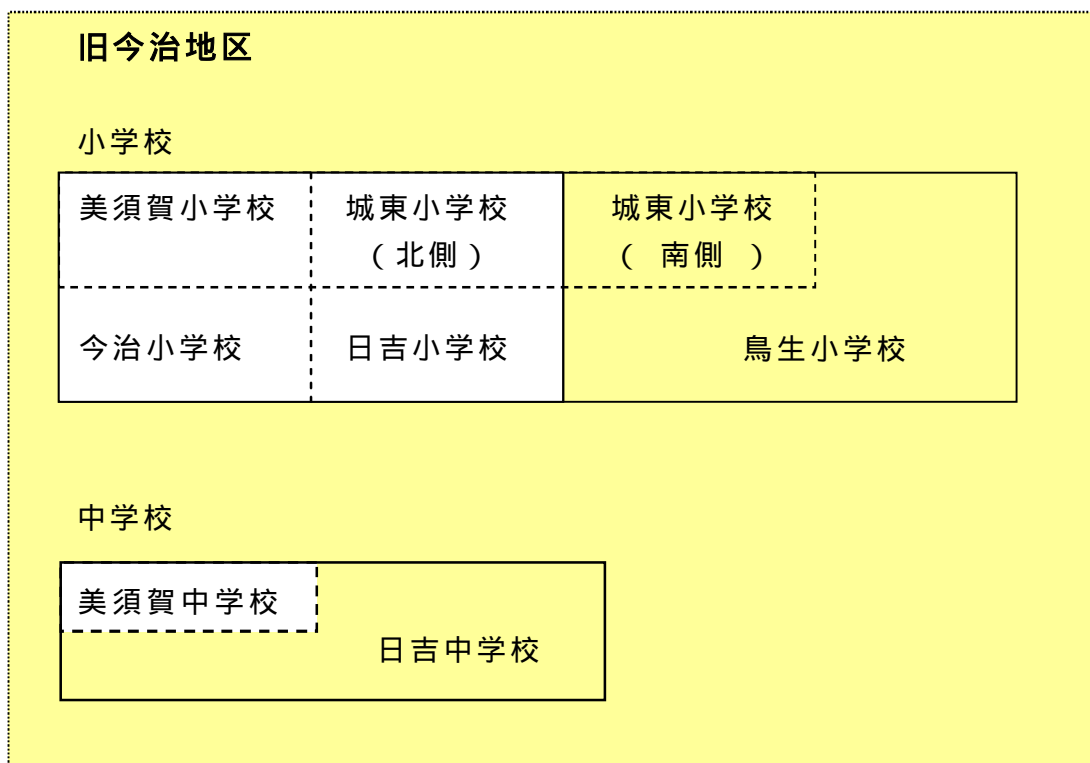 旧今治地区
小学校
美須賀小学校
城東小学校
(北側)
城東小学校
( 南側 )
今治小学校
日吉小学校
鳥生小学校
中学校
美須賀中学校
日吉中学校